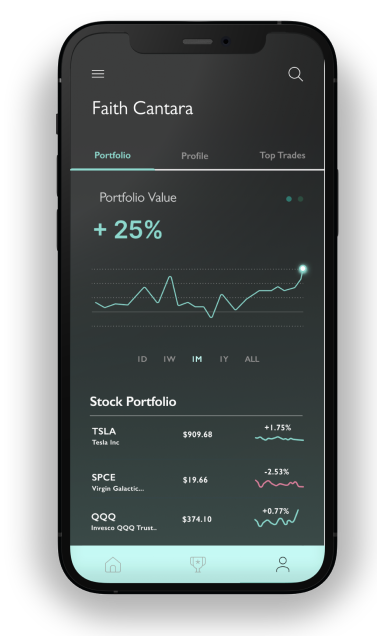 Faith Cantara
Portfolio Profile Top Trades
Portfolio Value
+ 25%
1D 1W 1M 1Y ALL
Stock Portfolio
TSLA
Tesla Inc
$909.68
+1.75%
SPCE
Virgin Galactic...
$19.66
-2.53%
QQQ
Invesco QQQ Trust..
$374.10
+0.77%